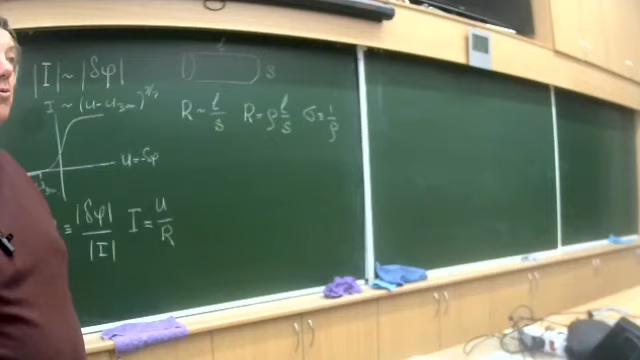 |I| ~ |δφ|
l
S
I ~ (U-U₃ₘ)^3/2
R ~ l/S   R = ρ l/S   σ = 1/ρ
U = -δφ
≡ |δφ|/|I|   I = U/R